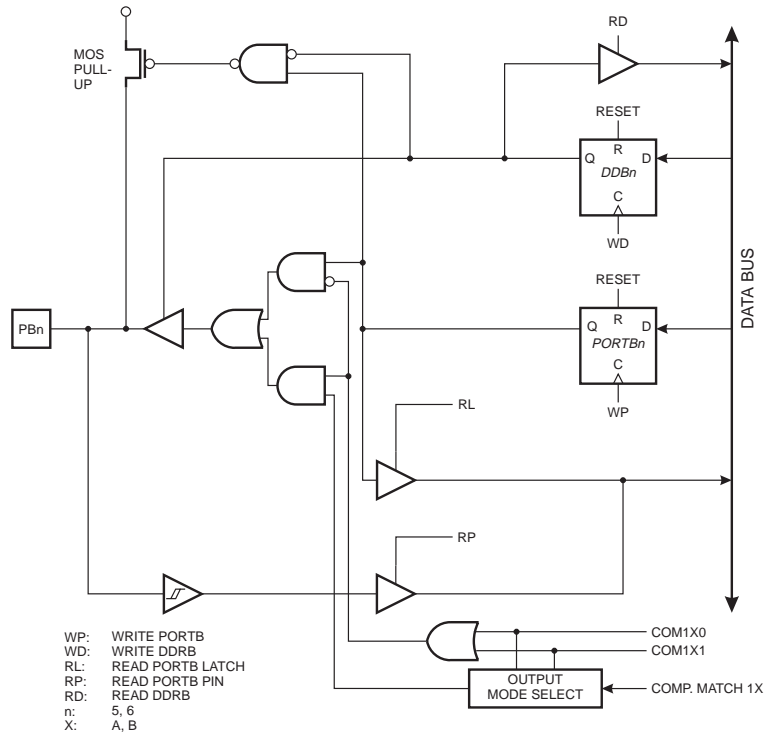 RD
MOS
PULL-
UP
RESET
R
Q
D
DDBn
C
WD
RESET
R
Q
D
PORTBn
C
WP
DATA BUS
PBn
RL
RP
COM1X0
COM1X1
OUTPUT
MODE SELECT
COMP. MATCH 1X
WP: WRITE PORTB
WD: WRITE DDRB
RL: READ PORTB LATCH
RP: READ PORTB PIN
RD: READ DDRB
n: 5, 6
X: A, B